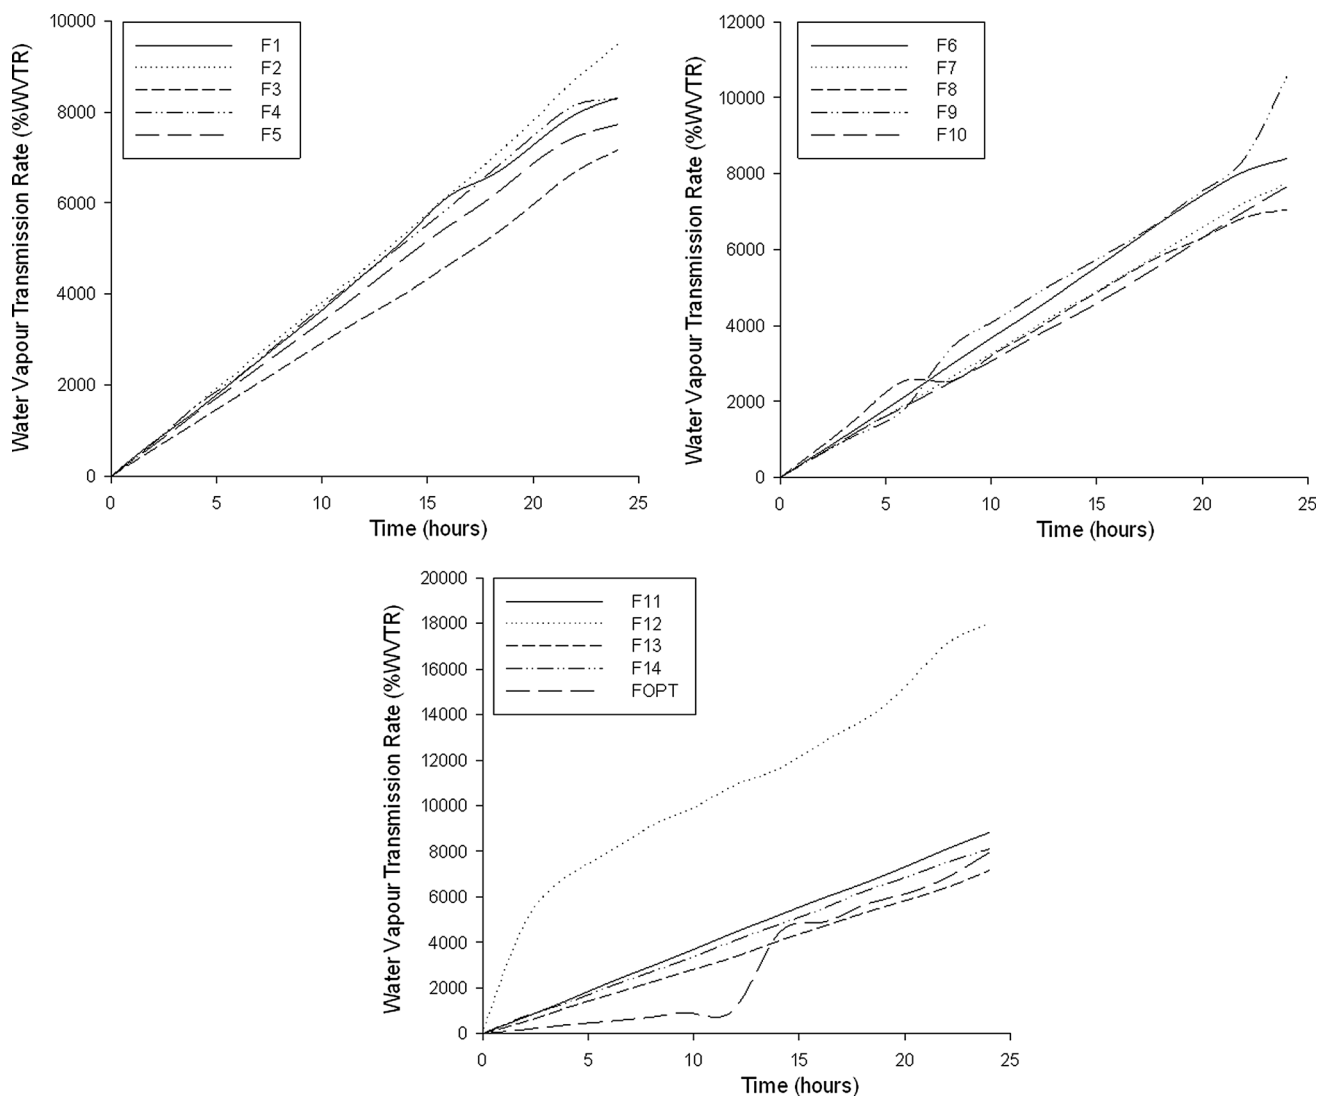 Water Vapour Transmission Rate (%WVTR)
10000
8000
6000
4000
2000
0
F1
F2
F3
F4
F5
0 5 10 15 20 25
Time (hours)
Water Vapour Transmission Rate (%WVTR)
12000
10000
8000
6000
4000
2000
0
F6
F7
F8
F9
F10
0 5 10 15 20 25
Time (hours)
Water Vapour Transmission Rate (%WVTR)
20000
18000
16000
14000
12000
10000
8000
6000
4000
2000
0
F11
F12
F13
F14
FOPT
0 5 10 15 20 25
Time (hours)